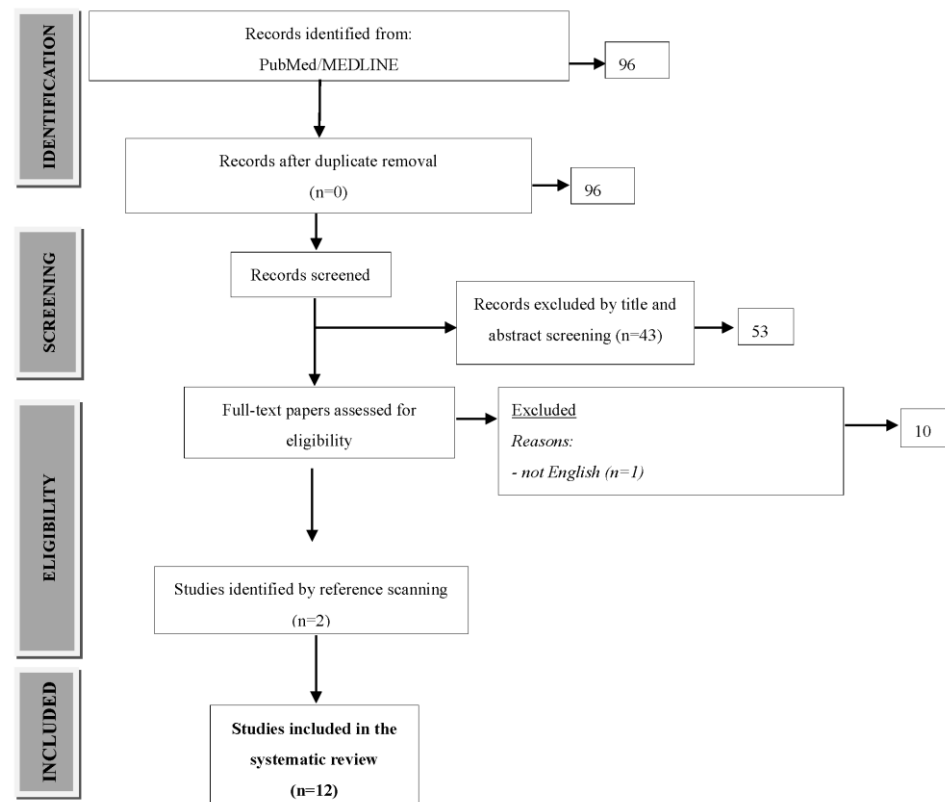 IDENTIFICATION
Records identified from:
PubMed/MEDLINE
96
Records after duplicate removal
(n=0)
96
SCREENING
Records screened
Records excluded by title and
abstract screening (n=43)
53
ELIGIBILITY
Full-text papers assessed for
eligibility
Excluded
Reasons:
- not English (n=1)
10
Studies identified by reference scanning
(n=2)
INCLUDED
Studies included in the
systematic review
(n=12)